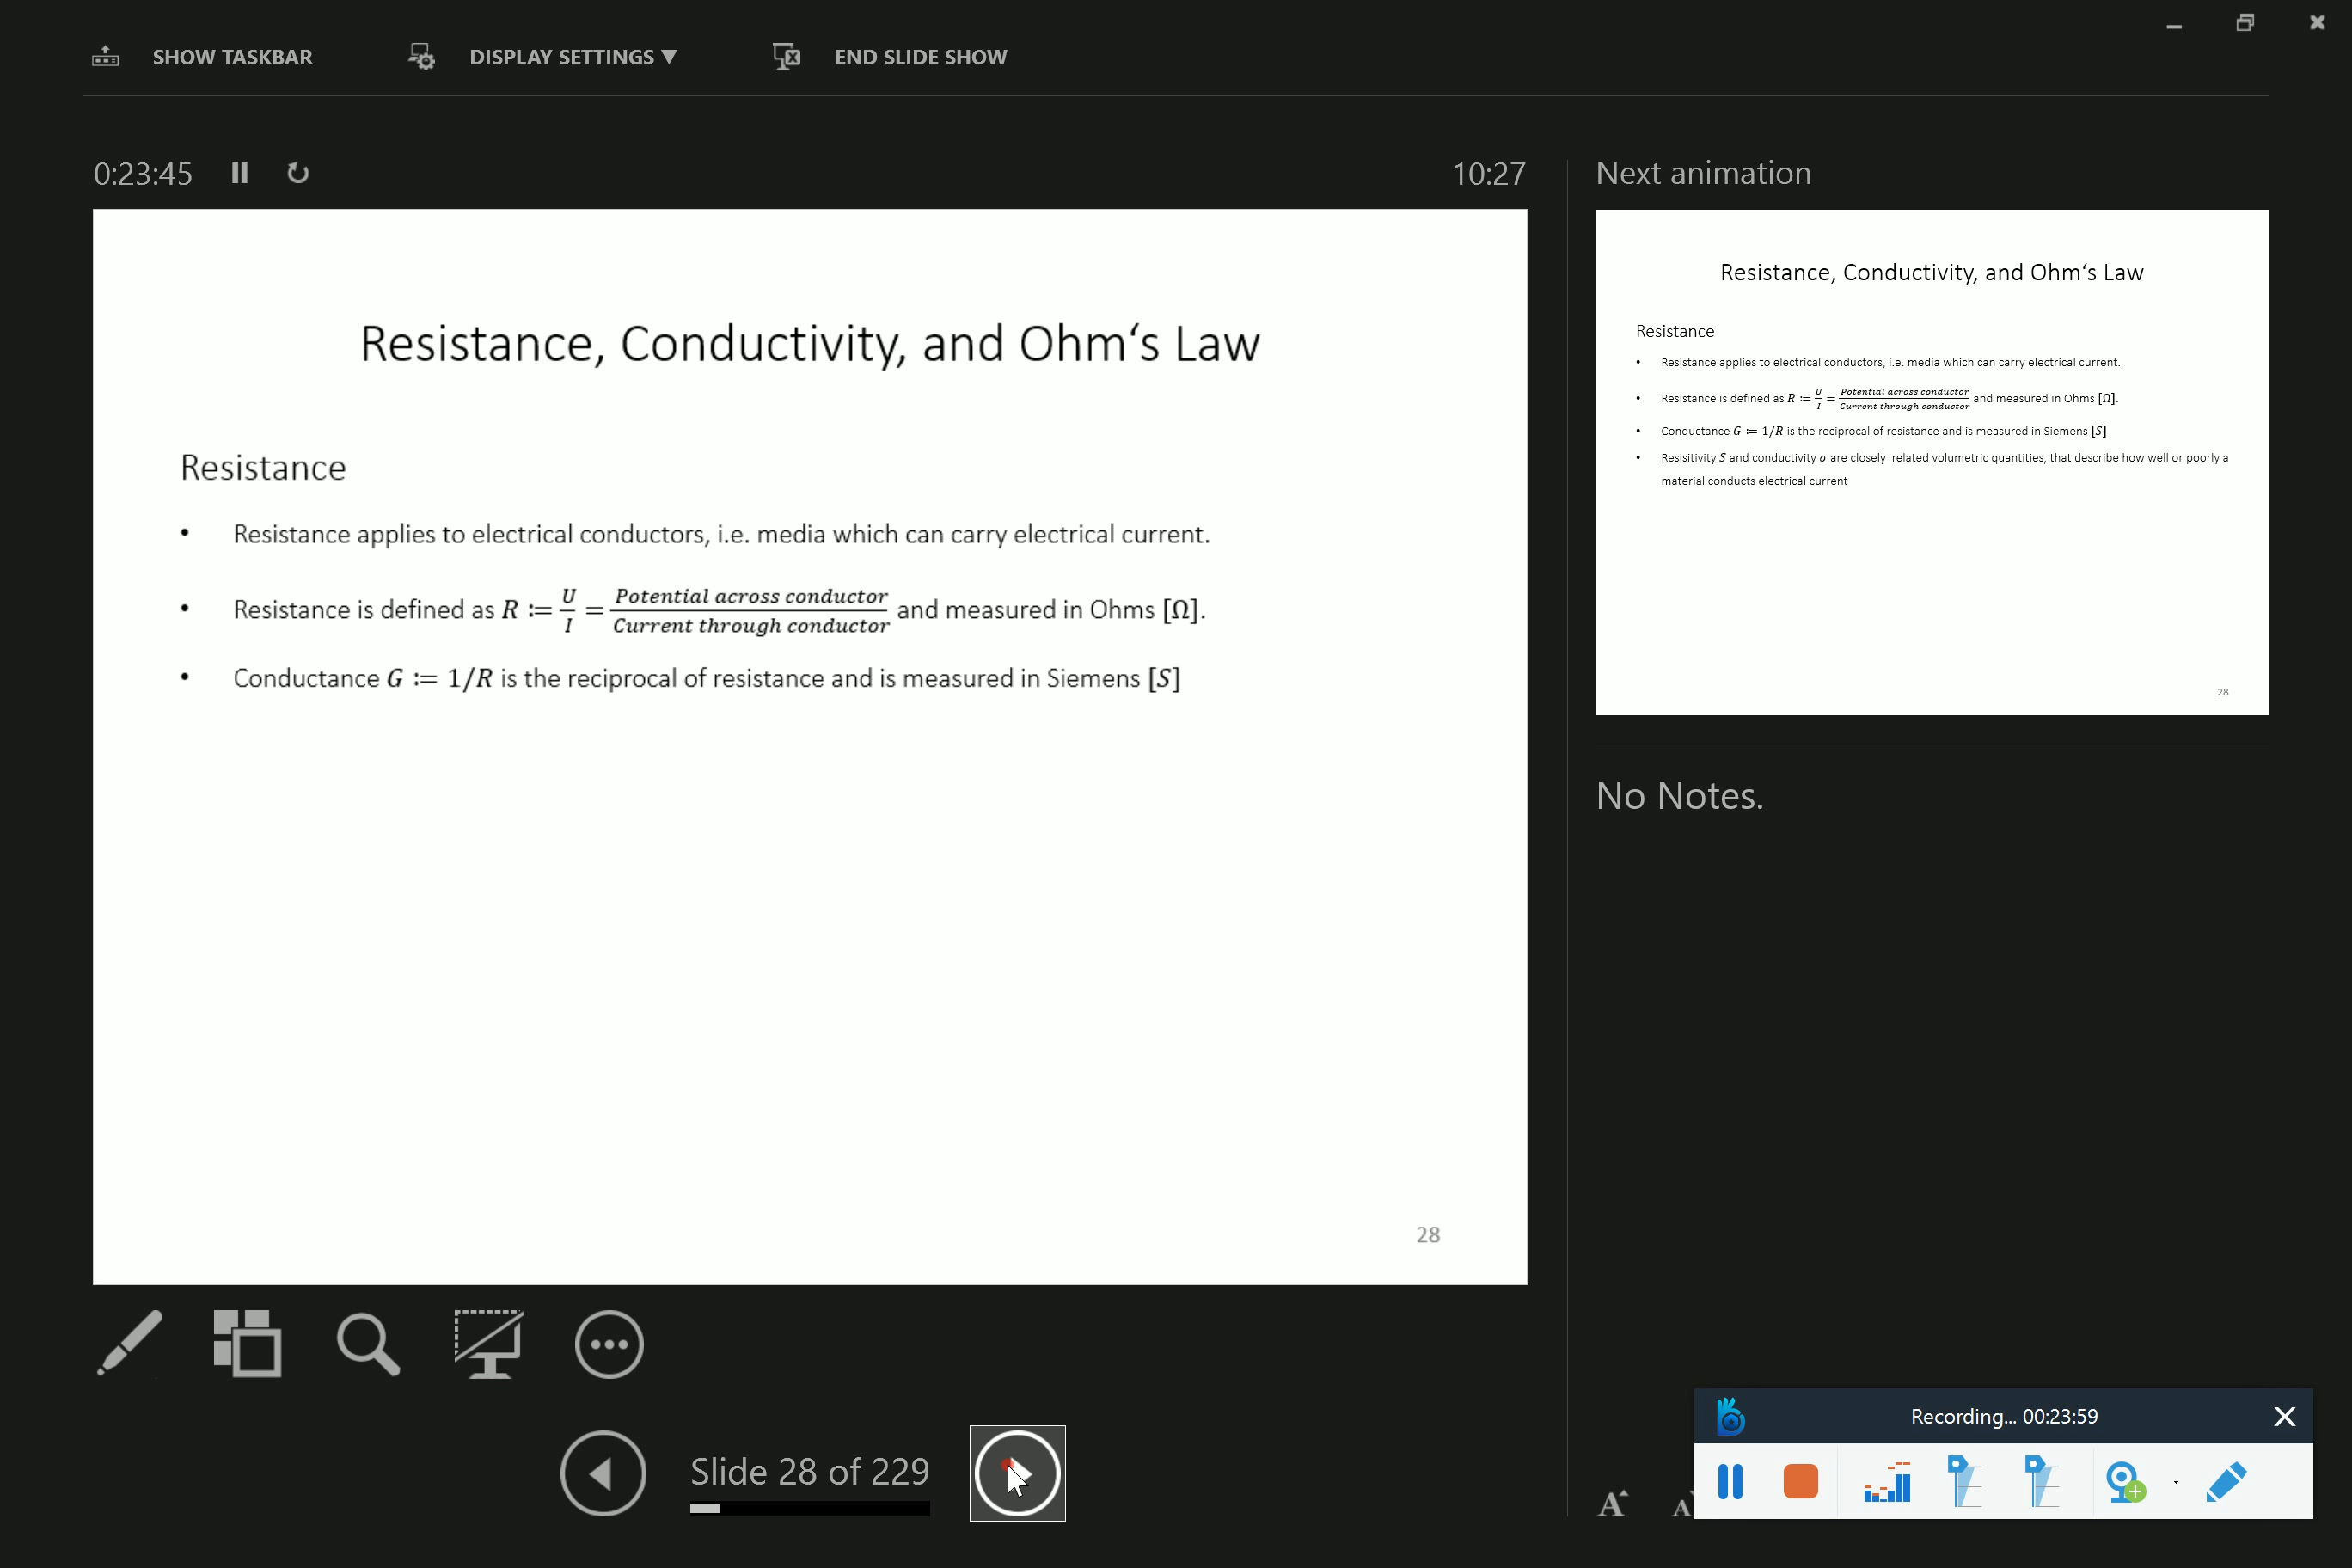 SHOW TASKBAR
DISPLAY SETTINGS ▼
END SLIDE SHOW
0:23:45
10:27
Next animation
Resistance, Conductivity, and Ohm‘s Law
Resistance
• Resistance applies to electrical conductors, i.e. media which can carry electrical current.
• Resistance is defined as R ≔ U/I = Potential across conductor/Current through conductor and measured in Ohms [Ω].
• Conductance G ≔ 1/R is the reciprocal of resistance and is measured in Siemens [S]
28
Resistance, Conductivity, and Ohm‘s Law
Resistance
• Resistance applies to electrical conductors, i.e. media which can carry electrical current.
• Resistance is defined as R ≔ U/I = Potential across conductor/Current through conductor and measured in Ohms [Ω].
• Conductance G ≔ 1/R is the reciprocal of resistance and is measured in Siemens [S]
• Resisitivity S and conductivity σ are closely related volumetric quantities, that describe how well or poorly a
material conducts electrical current
28
No Notes.
Slide 28 of 229
A A
Recording... 00:23:59